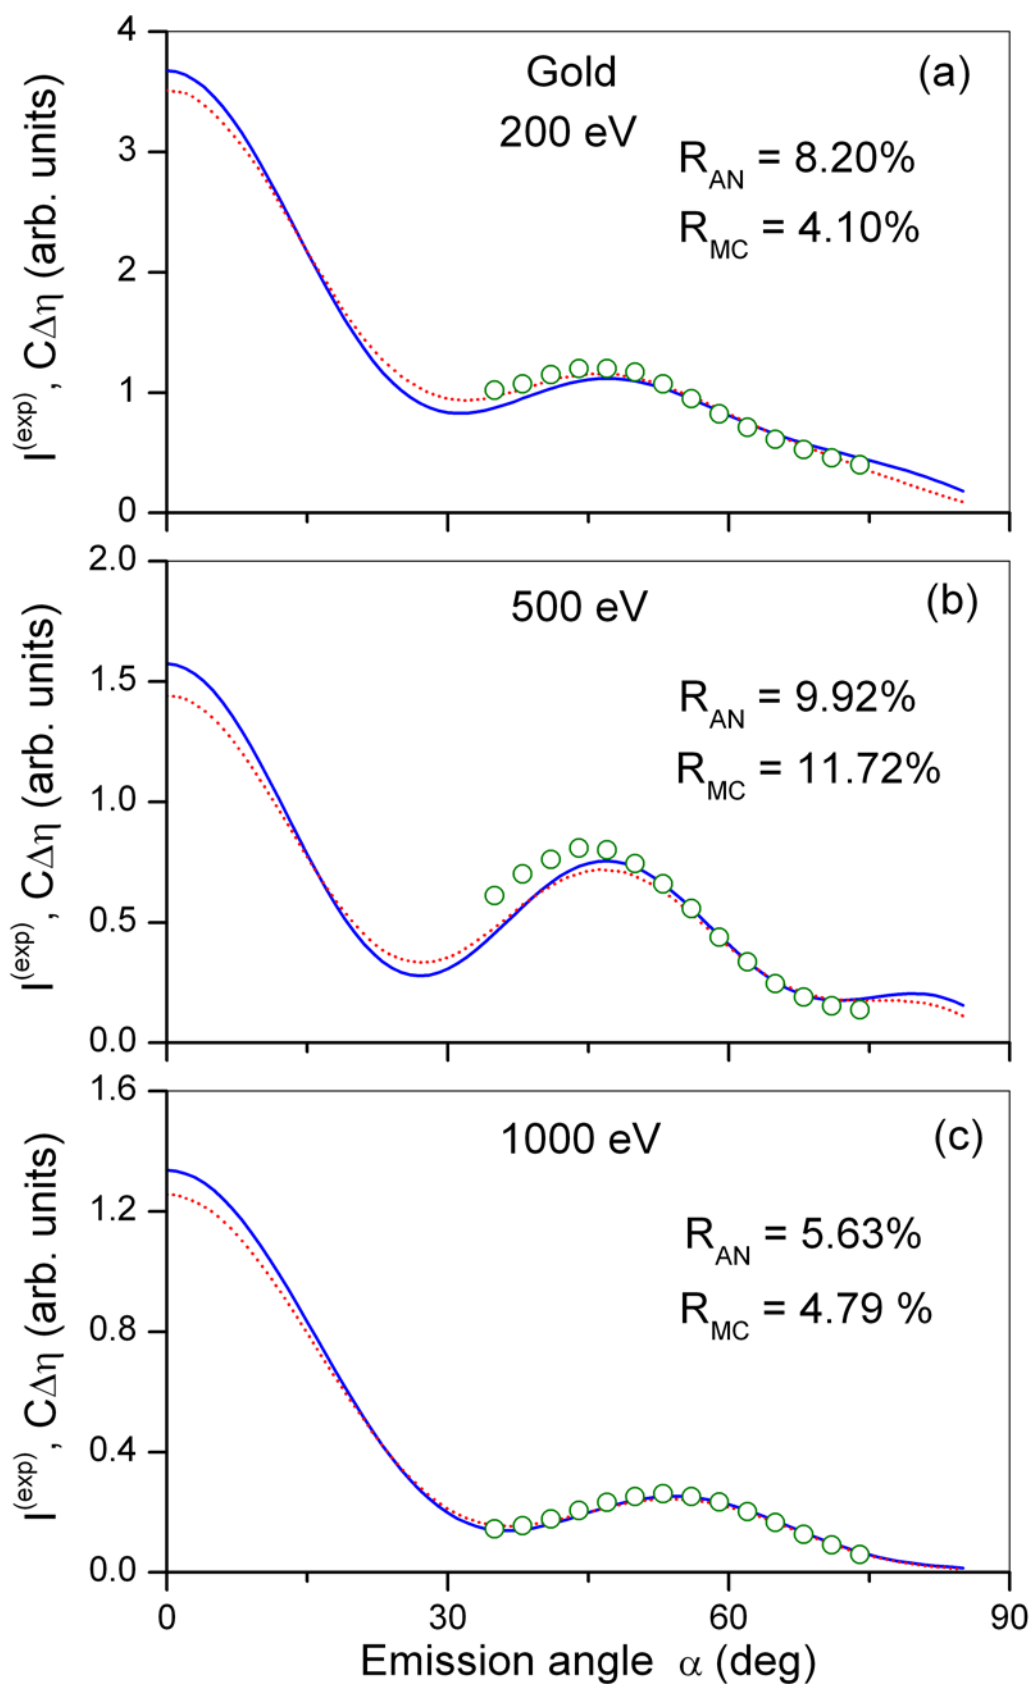 4
3
2
1
0
I(exp), CΔη (arb. units)
Gold
200 eV
(a)
R_AN = 8.20%
R_MC = 4.10%
2.0
1.5
1.0
0.5
0.0
I(exp), CΔη (arb. units)
500 eV
(b)
R_AN = 9.92%
R_MC = 11.72%
1.6
1.2
0.8
0.4
0.0
I(exp), CΔη (arb. units)
1000 eV
(c)
R_AN = 5.63%
R_MC = 4.79 %
0 30 60 90
Emission angle α (deg)